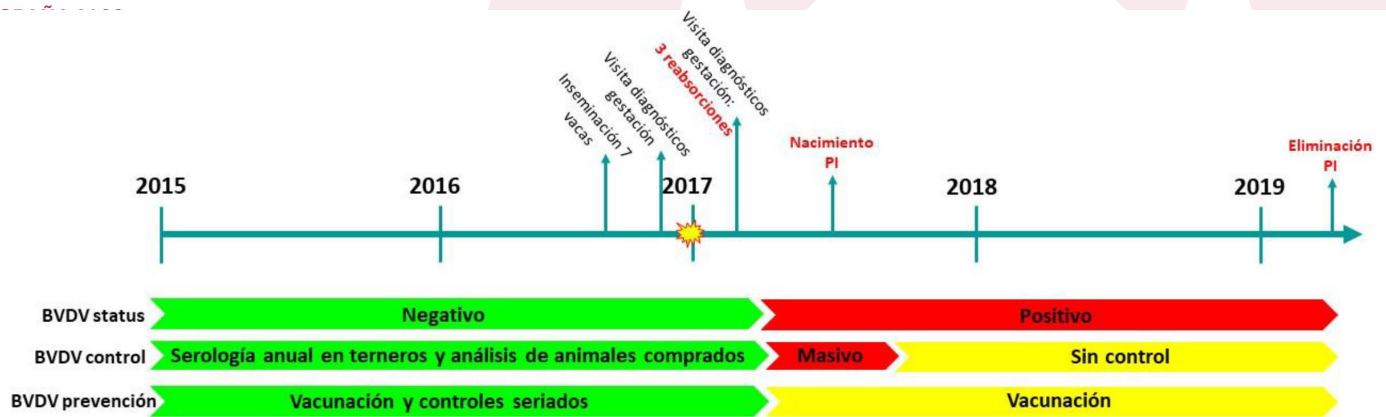 Inseminación 7
vacas
Visita diagnósticos
gestación
Visita diagnósticos
gestación:
3 reabsorciones
Nacimiento
PI
Eliminación
PI
2015
2016
2017
2018
2019
BVDV status
Negativo
Positivo
BVDV control
Serología anual en terneros y análisis de animales comprados
Masivo
Sin control
BVDV prevención
Vacunación y controles seriados
Vacunación